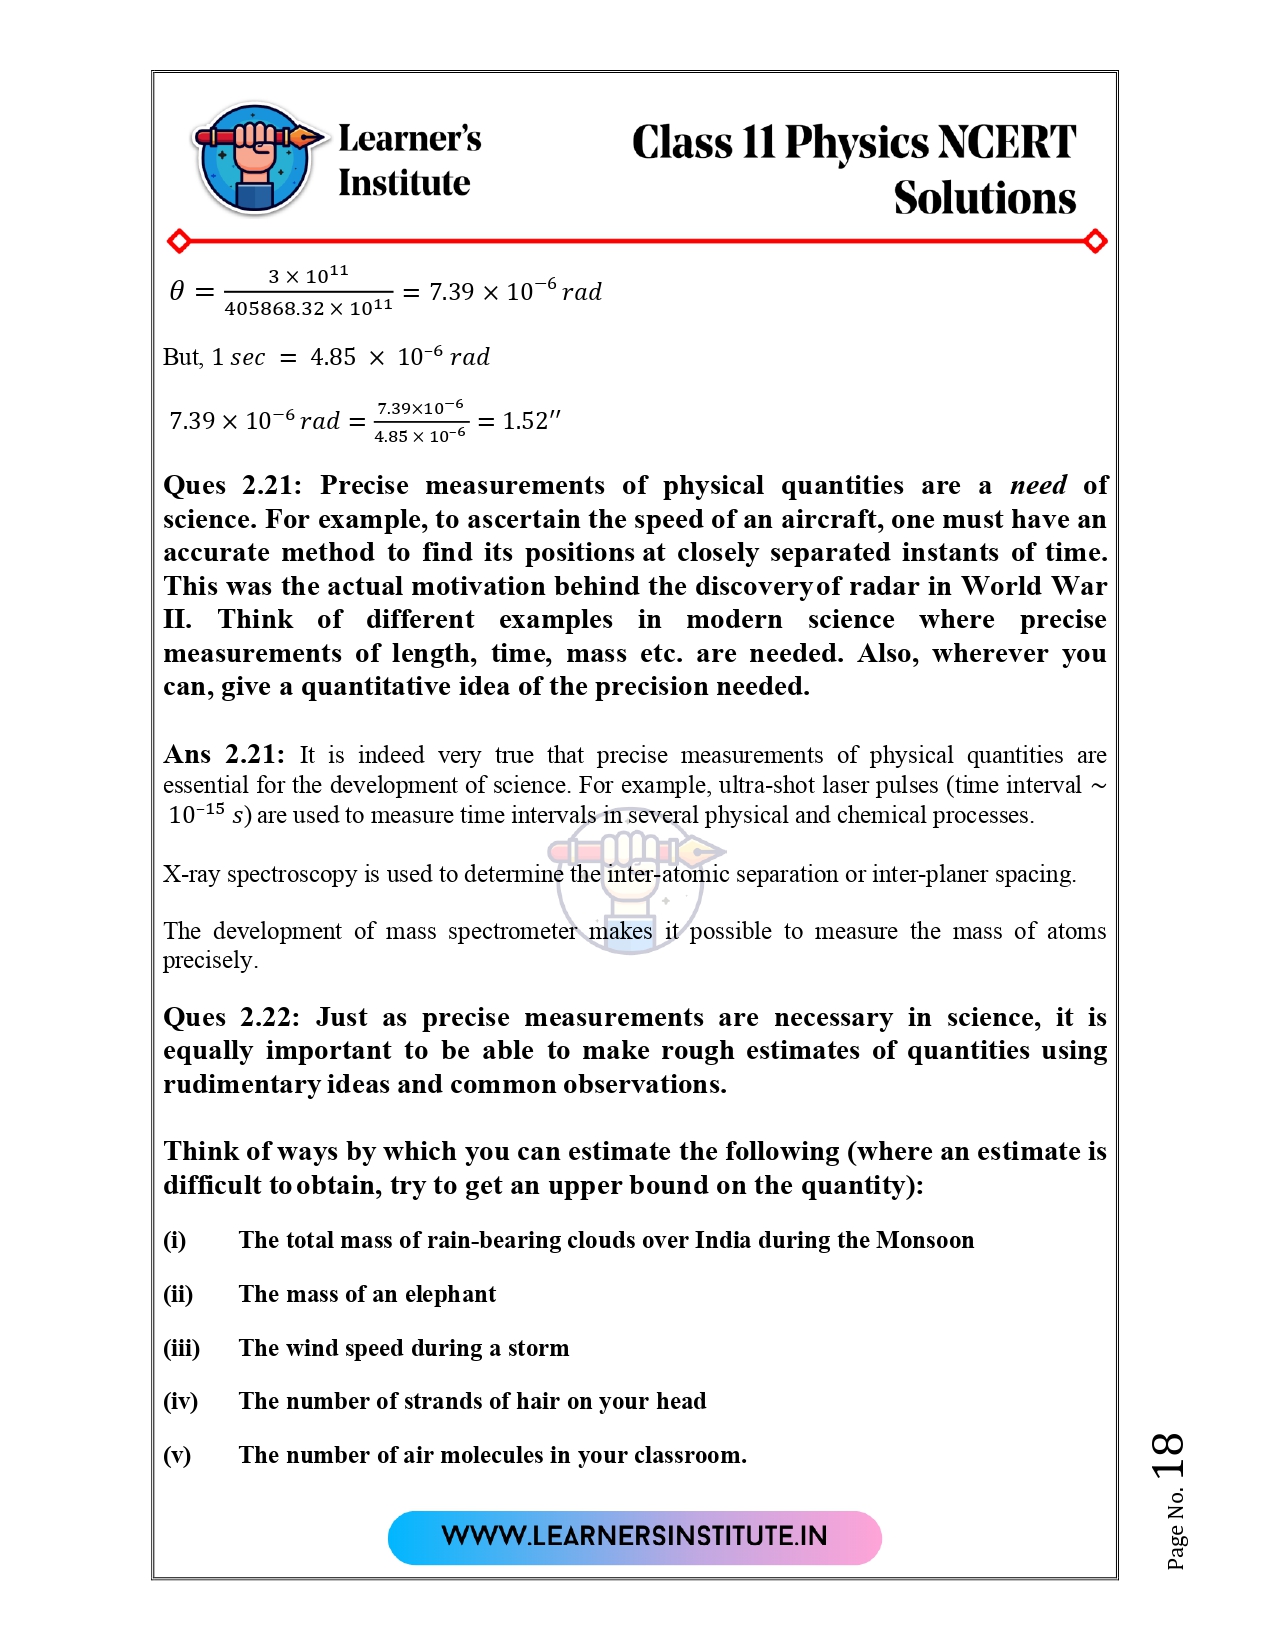 Learner's
Institute
Class 11 Physics NCERT
Solutions
θ = 3 × 10¹¹ / 405868.32 × 10¹¹ = 7.39 × 10⁻⁶ rad
But, 1 sec = 4.85 × 10⁻⁶ rad
7.39 × 10⁻⁶ rad = 7.39×10⁻⁶ / 4.85 × 10⁻⁶ = 1.52′′
Ques 2.21: Precise measurements of physical quantities are a need of
science. For example, to ascertain the speed of an aircraft, one must have an
accurate method to find its positions at closely separated instants of time.
This was the actual motivation behind the discovery of radar in World War
II. Think of different examples in modern science where precise
measurements of length, time, mass etc. are needed. Also, wherever you
can, give a quantitative idea of the precision needed.
Ans 2.21: It is indeed very true that precise measurements of physical quantities are
essential for the development of science. For example, ultra-shot laser pulses (time interval ~
10⁻¹⁵ s) are used to measure time intervals in several physical and chemical processes.
X-ray spectroscopy is used to determine the inter-atomic separation or inter-planer spacing.
The development of mass spectrometer makes it possible to measure the mass of atoms
precisely.
Ques 2.22: Just as precise measurements are necessary in science, it is
equally important to be able to make rough estimates of quantities using
rudimentary ideas and common observations.
Think of ways by which you can estimate the following (where an estimate is
difficult to obtain, try to get an upper bound on the quantity):
(i) The total mass of rain-bearing clouds over India during the Monsoon
(ii) The mass of an elephant
(iii) The wind speed during a storm
(iv) The number of strands of hair on your head
(v) The number of air molecules in your classroom.
WWW.LEARNERSINSTITUTE.IN
Page No. 18